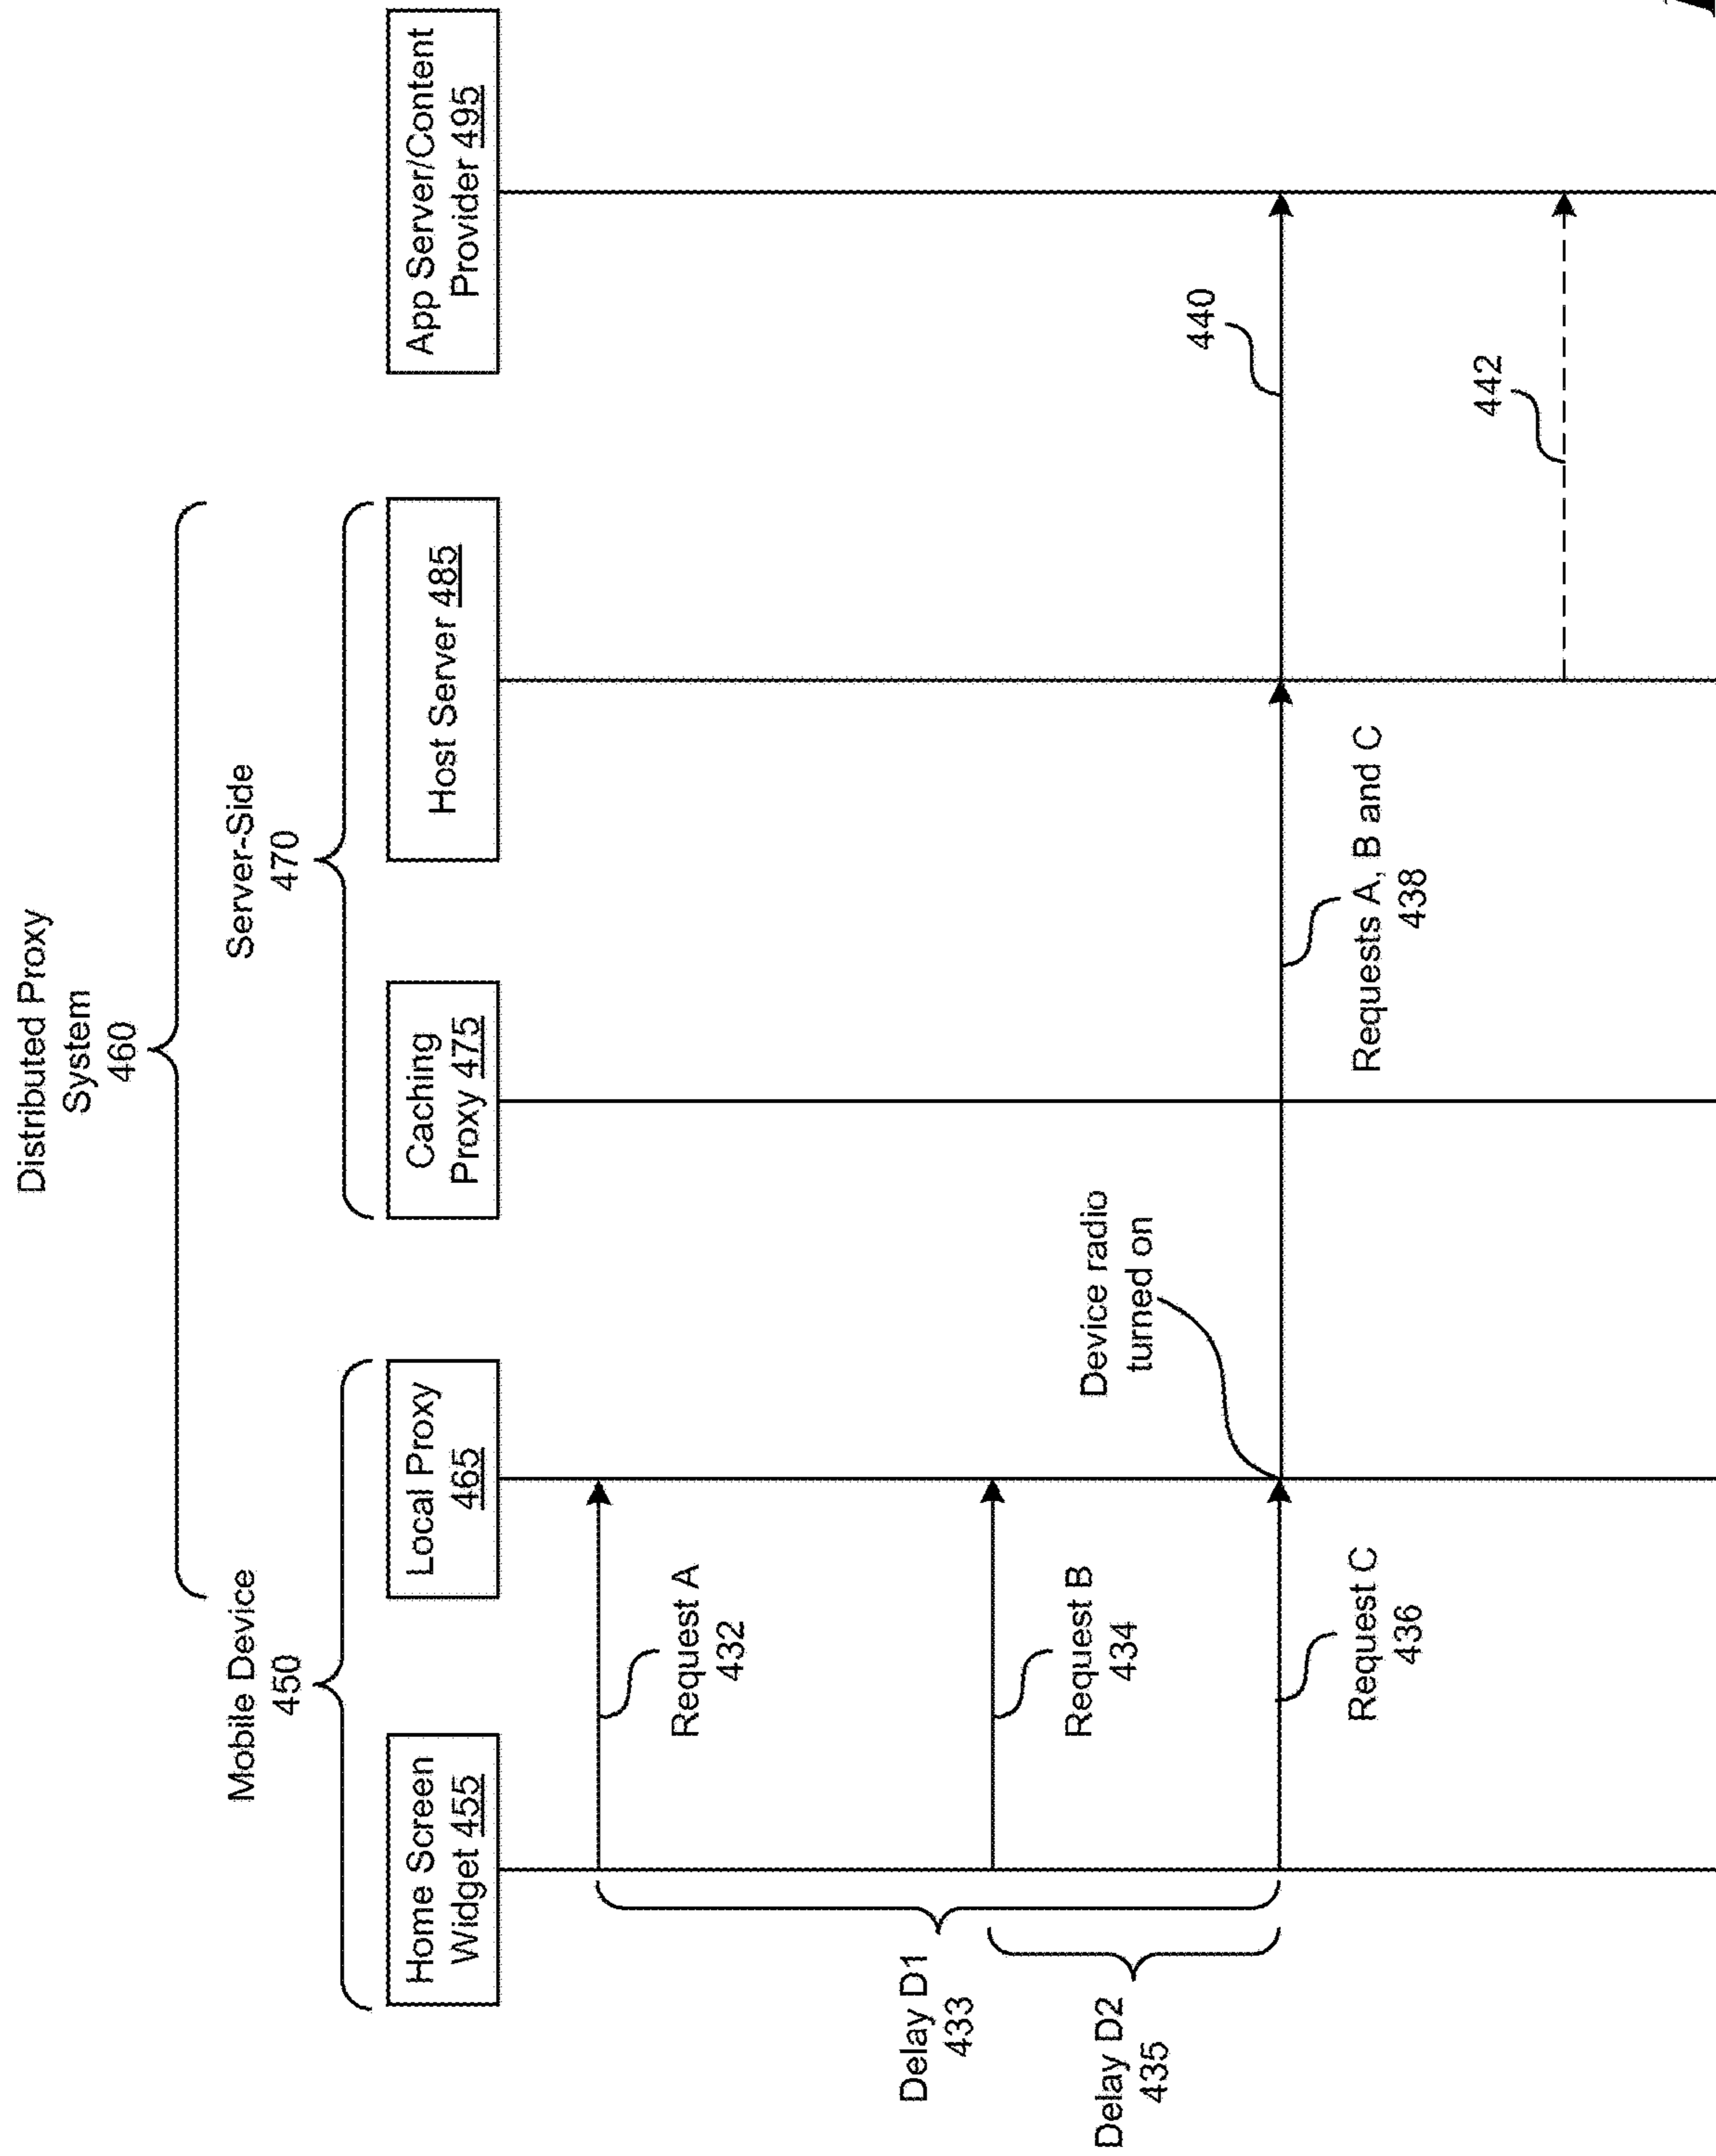 Distributed Proxy
System
460
Mobile Device
450
Server-Side
470
Home Screen
Widget 455
Local Proxy
465
Caching
Proxy 475
Host Server 485
App Server/Content
Provider 495
Request A
432
Delay D1
433
Request B
434
Delay D2
435
Device radio
turned on
440
Request C
436
Requests A, B and C
438
442